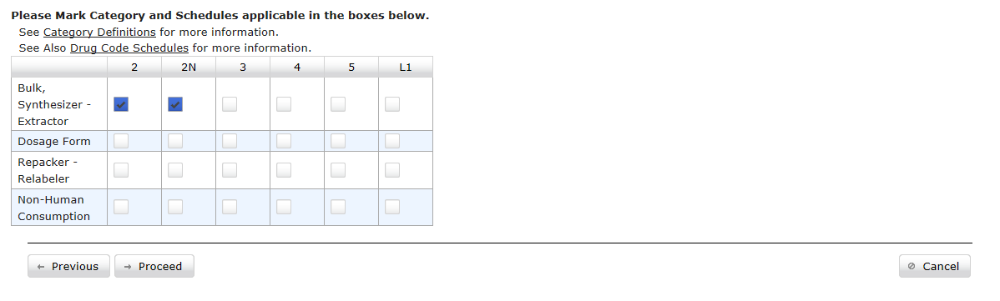 Please Mark Category and Schedules applicable in the boxes below.
See Category Definitions for more information.
See Also Drug Code Schedules for more information.
2 2N 3 4 5 L1
Bulk,
Synthesizer -
Extractor
Dosage Form
Repacker -
Relabeler
Non-Human
Consumption
Previous Proceed Cancel